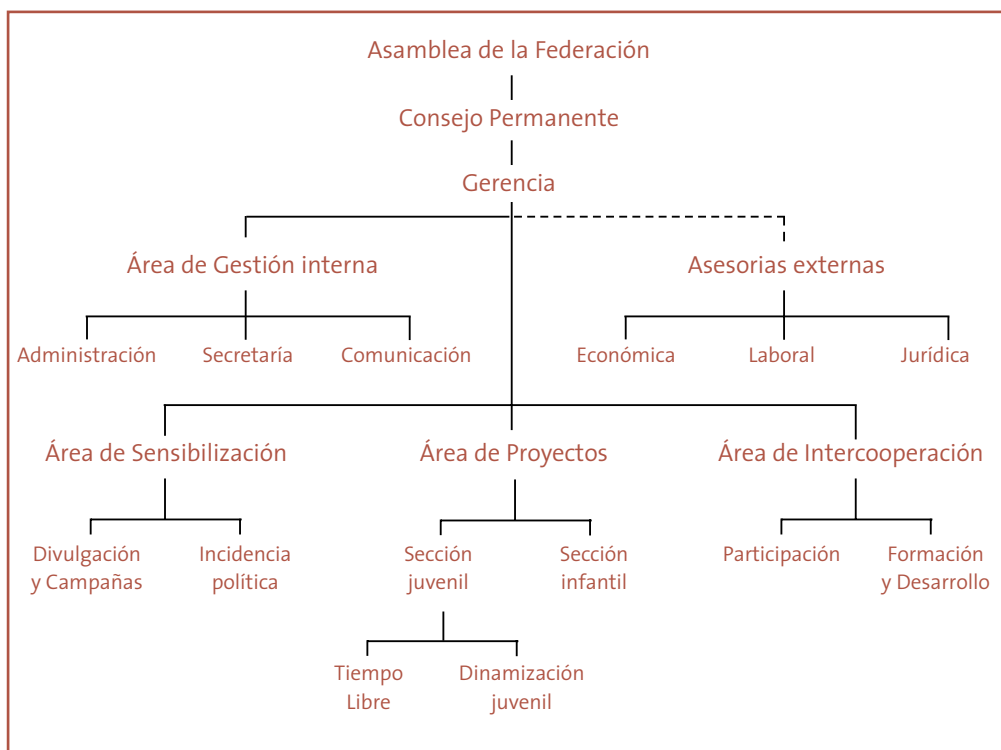 Asamblea de la Federación
Consejo Permanente
Gerencia
Área de Gestión interna
Asesorias externas
Administración
Secretaría
Comunicación
Económica
Laboral
Jurídica
Área de Sensibilización
Área de Proyectos
Área de Intercooperación
Divulgación
y Campañas
Incidencia
política
Sección
juvenil
Sección
infantil
Participación
Formación
y Desarrollo
Tiempo
Libre
Dinamización
juvenil